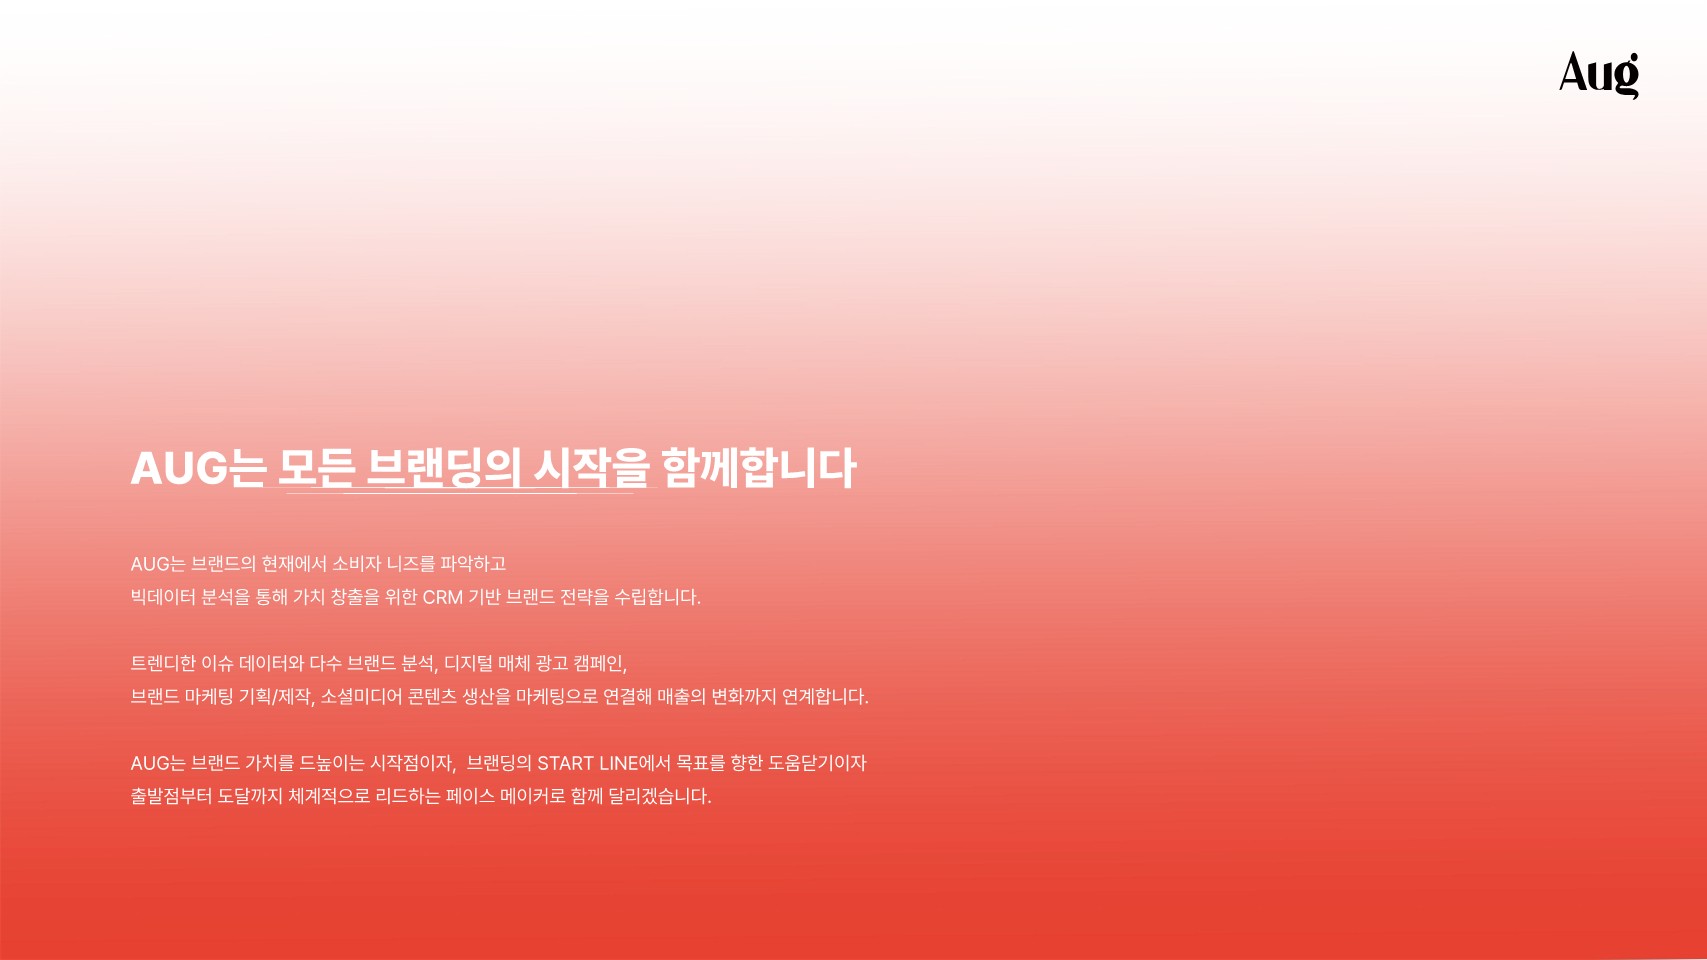 Aug
AUG는 모든 브랜딩의 시작을 함께합니다
AUG는 브랜드의 현재에서 소비자 니즈를 파악하고
빅데이터 분석을 통해 가치 창출을 위한 CRM 기반 브랜드 전략을 수립합니다.
트렌디한 이슈 데이터와 다수 브랜드 분석, 디지털 매체 광고 캠페인,
브랜드 마케팅 기획/제작, 소셜미디어 콘텐츠 생산을 마케팅으로 연결해 매출의 변화까지 연계합니다.
AUG는 브랜드 가치를 드높이는 시작점이자, 브랜딩의 START LINE에서 목표를 향한 도움닫기이자
출발점부터 도달까지 체계적으로 리드하는 페이스 메이커로 함께 달리겠습니다.